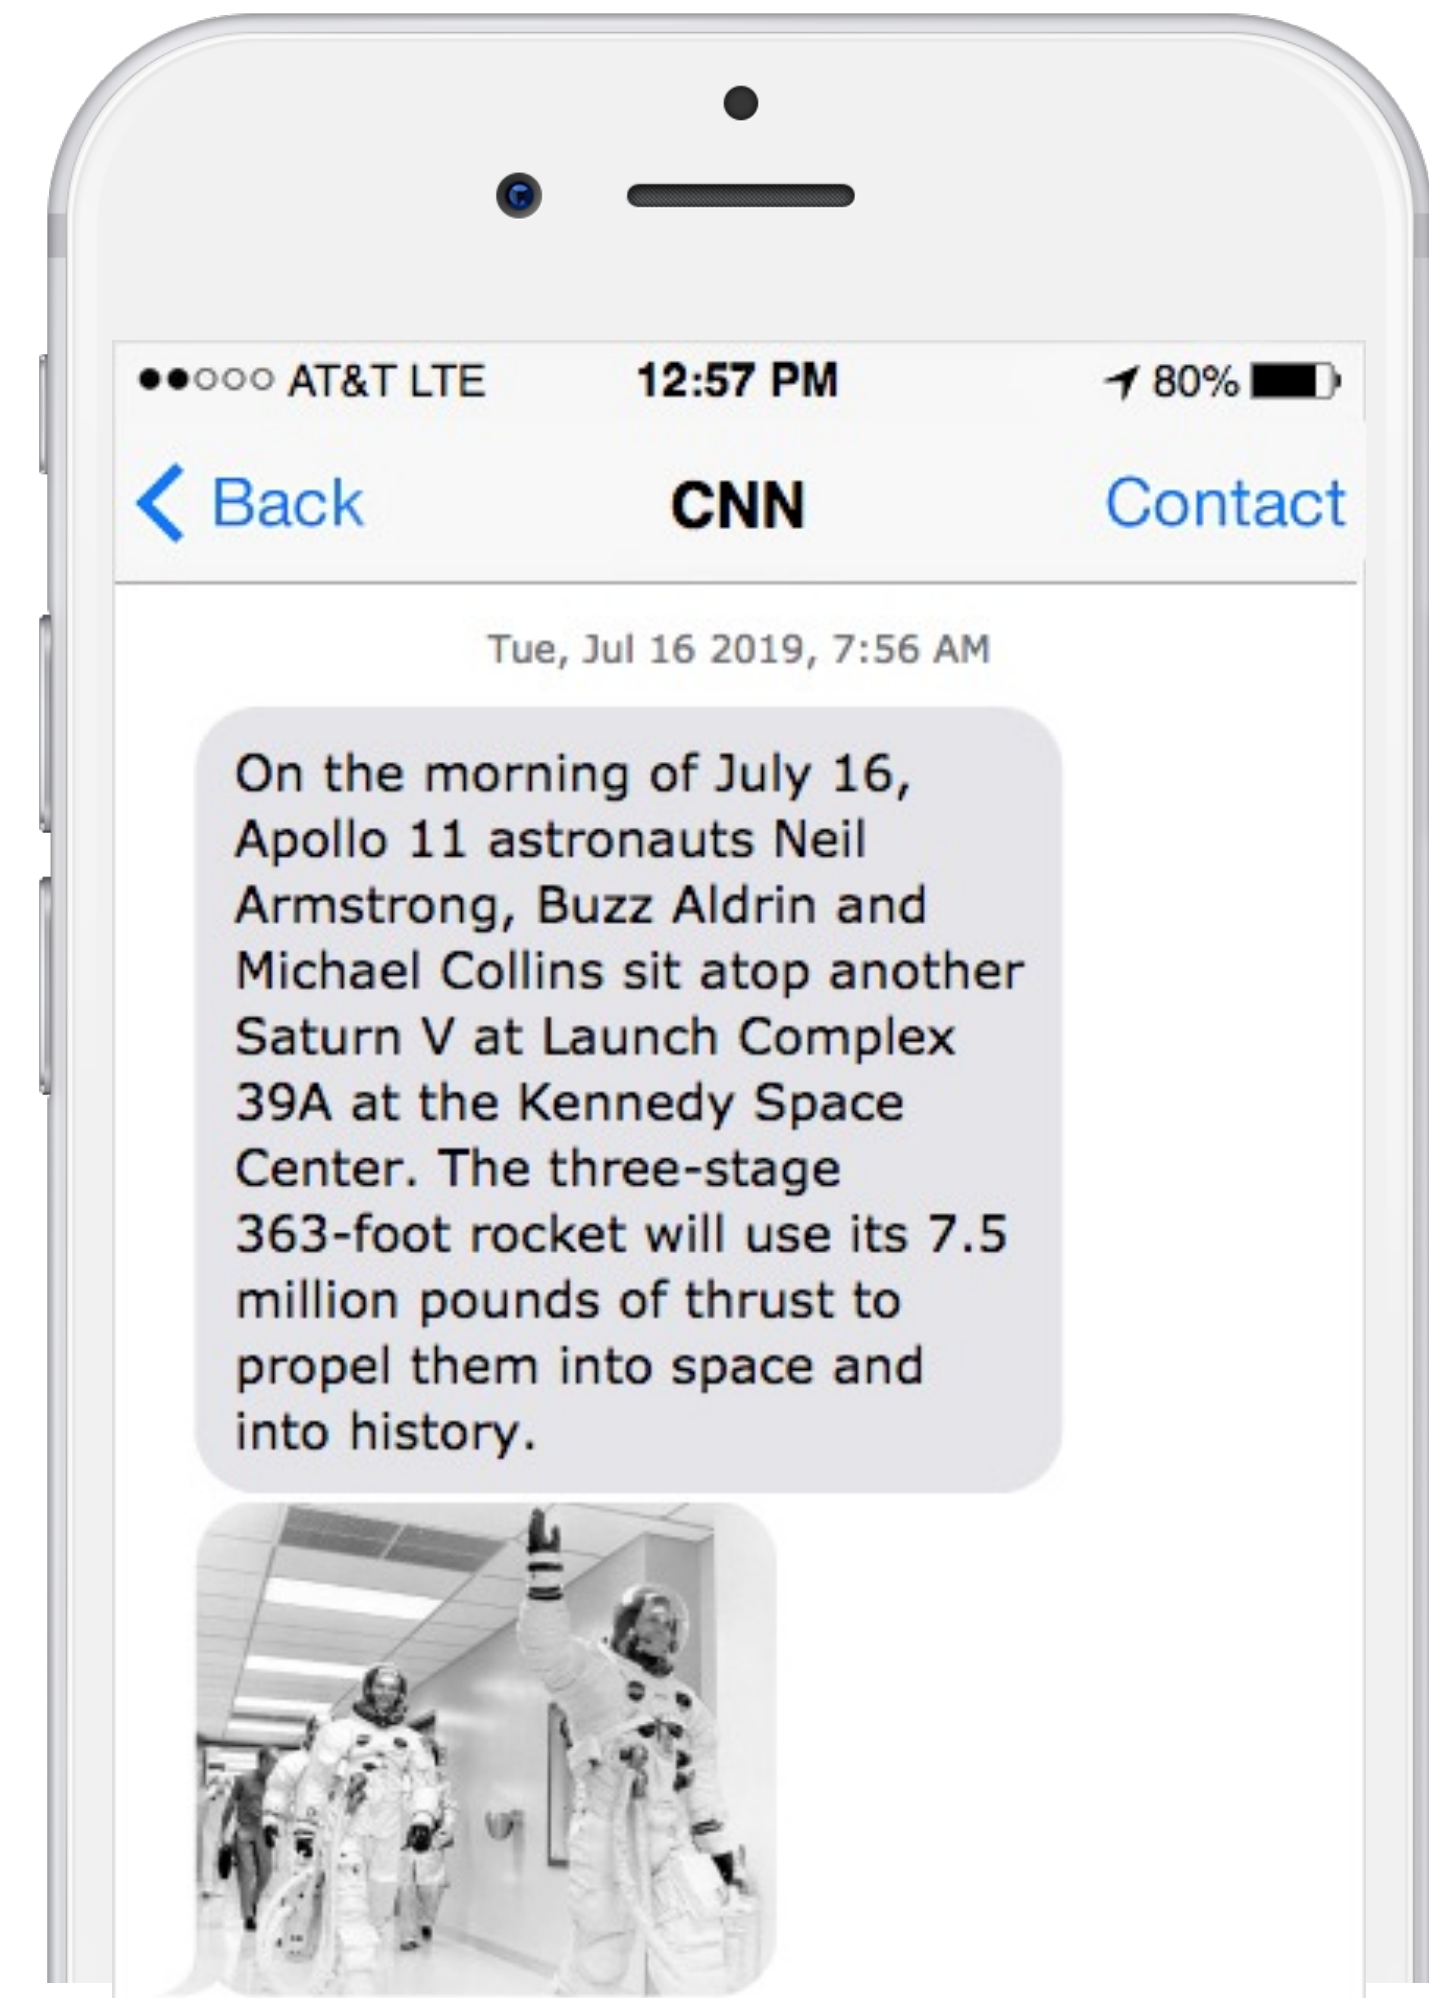 AT&T LTE 12:57 PM 80%
Back CNN Contact
Tue, Jul 16 2019, 7:56 AM
On the morning of July 16,
Apollo 11 astronauts Neil
Armstrong, Buzz Aldrin and
Michael Collins sit atop another
Saturn V at Launch Complex
39A at the Kennedy Space
Center. The three-stage
363-foot rocket will use its 7.5
million pounds of thrust to
propel them into space and
into history.